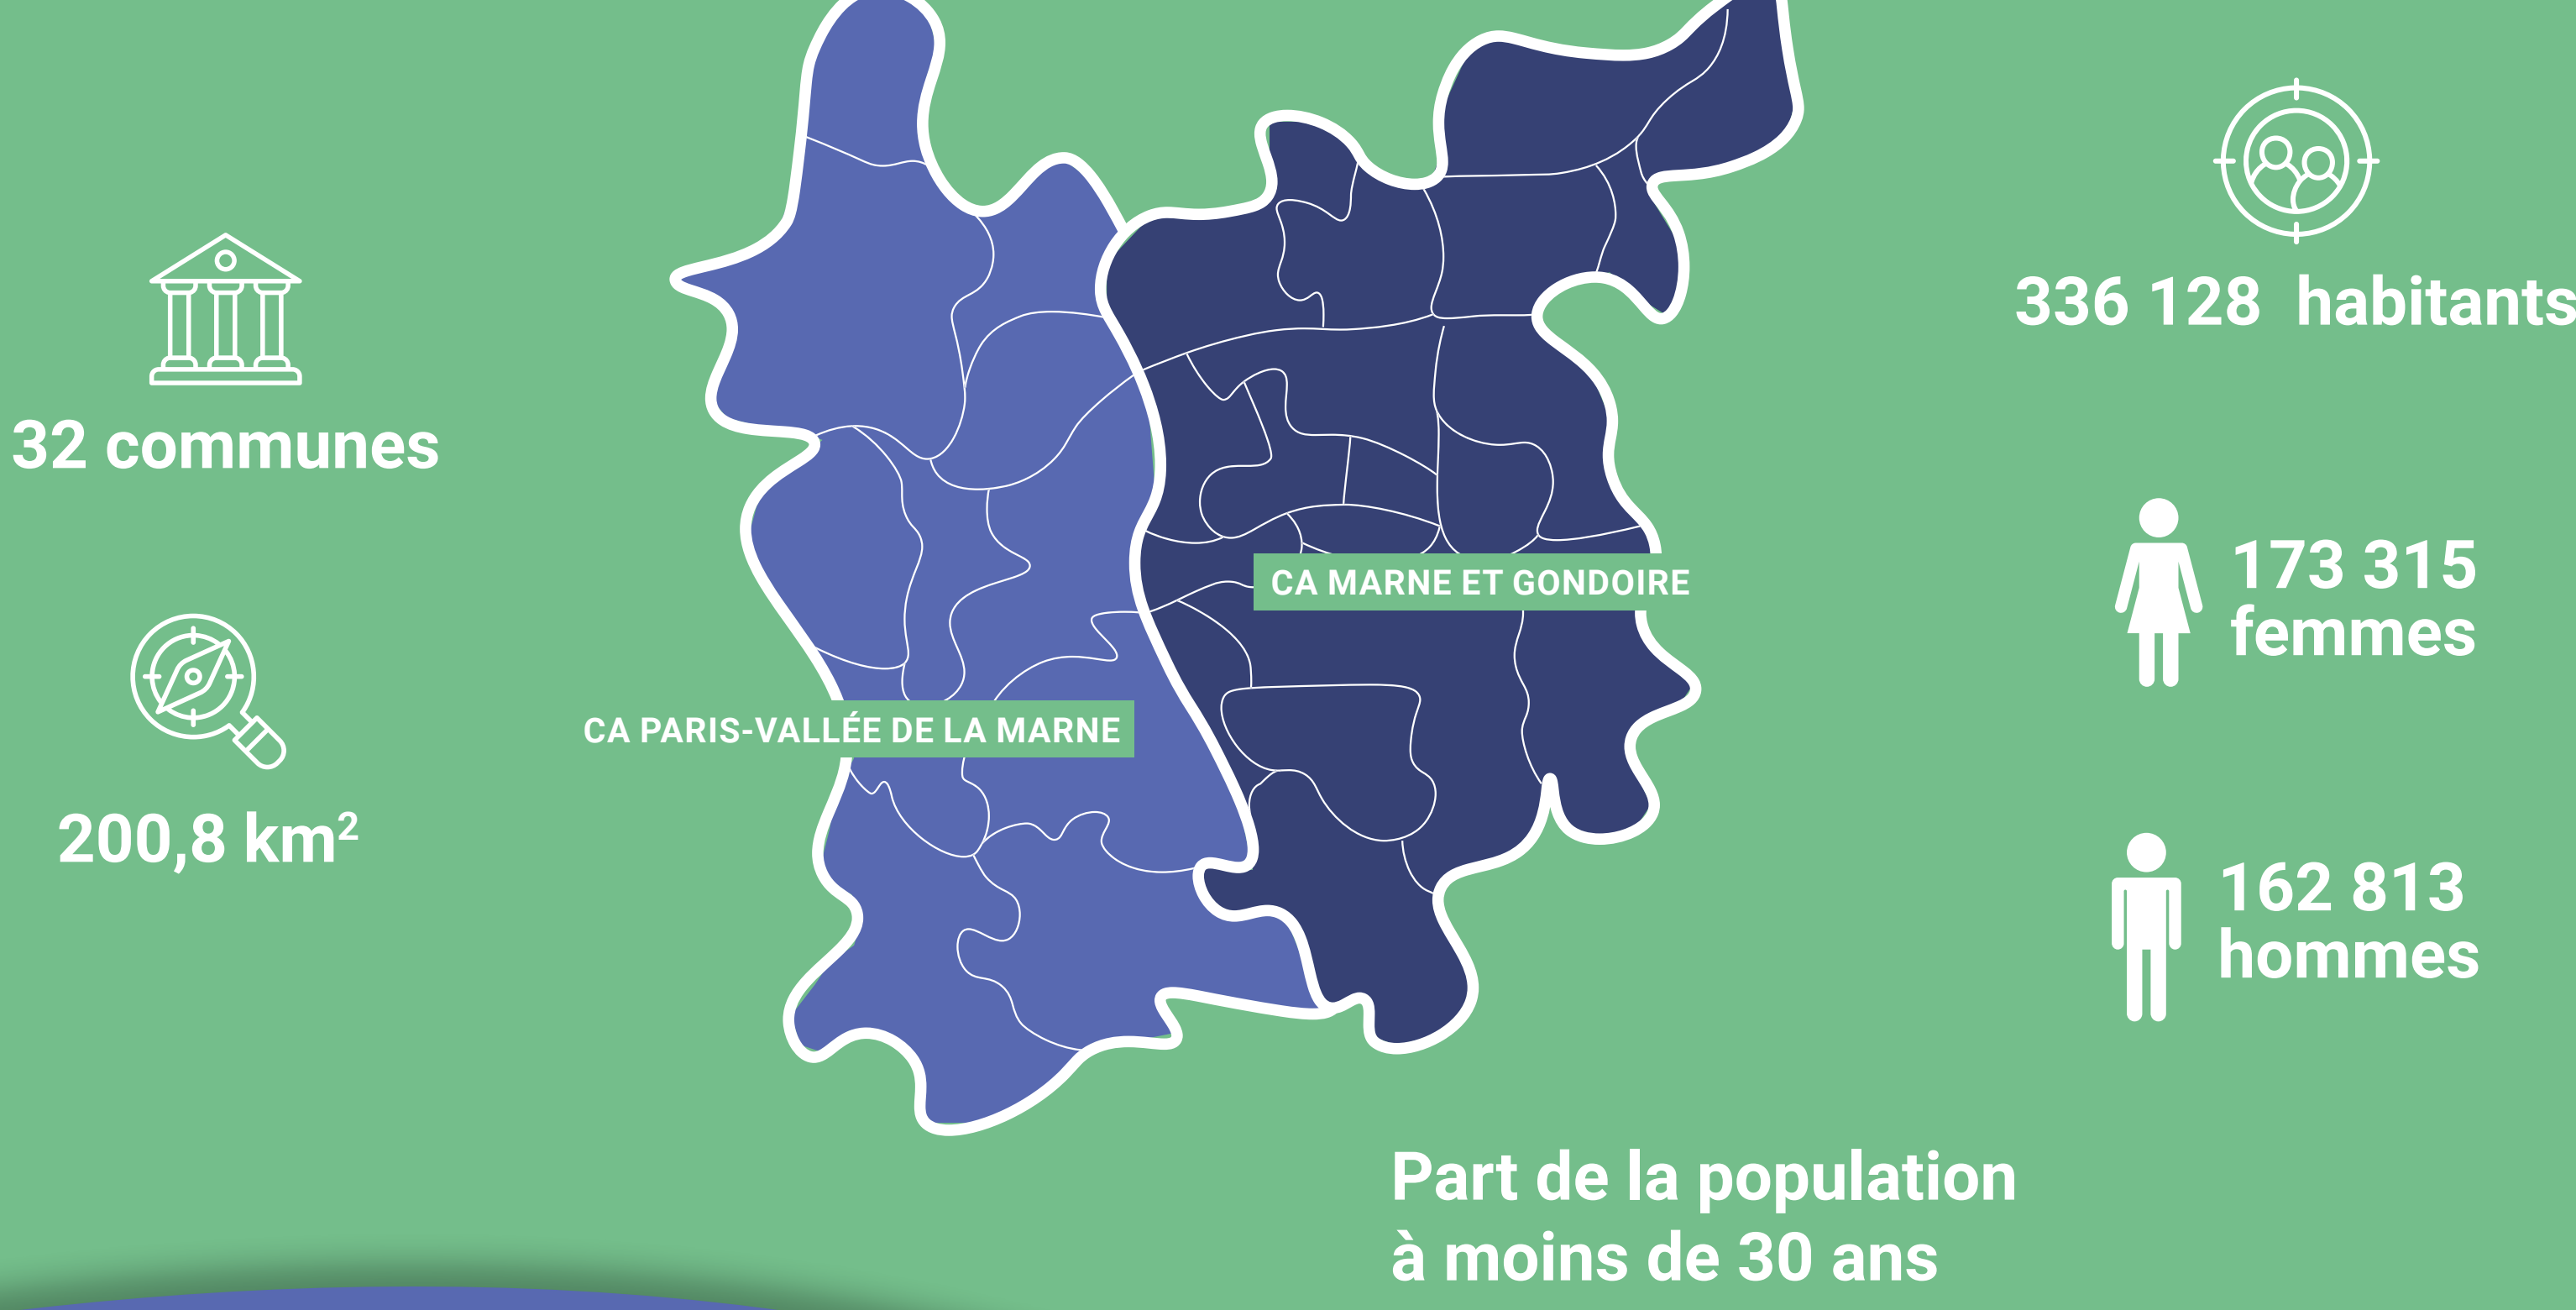 32 communes
200,8 km²
CA PARIS-VALLÉE DE LA MARNE
CA MARNE ET GONDOIRE
336 128 habitants
173 315
femmes
162 813
hommes
Part de la population
à moins de 30 ans